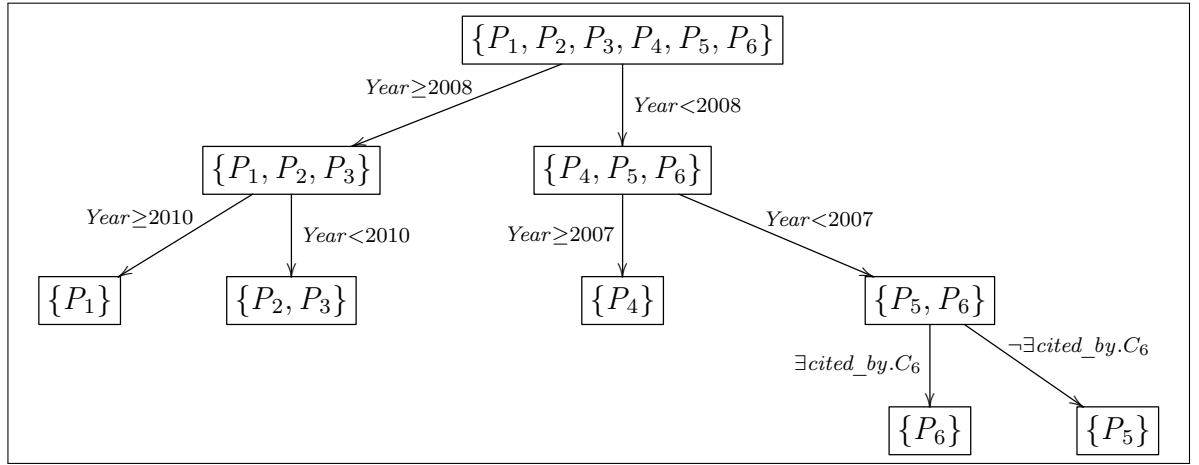 {P₁, P₂, P₃, P₄, P₅, P₆}
Year≥2008
Year<2008
{P₁, P₂, P₃}
{P₄, P₅, P₆}
Year≥2010
Year<2010
Year≥2007
Year<2007
{P₁}
{P₂, P₃}
{P₄}
{P₅, P₆}
∃cited_by.C₆
¬∃cited_by.C₆
{P₆}
{P₅}